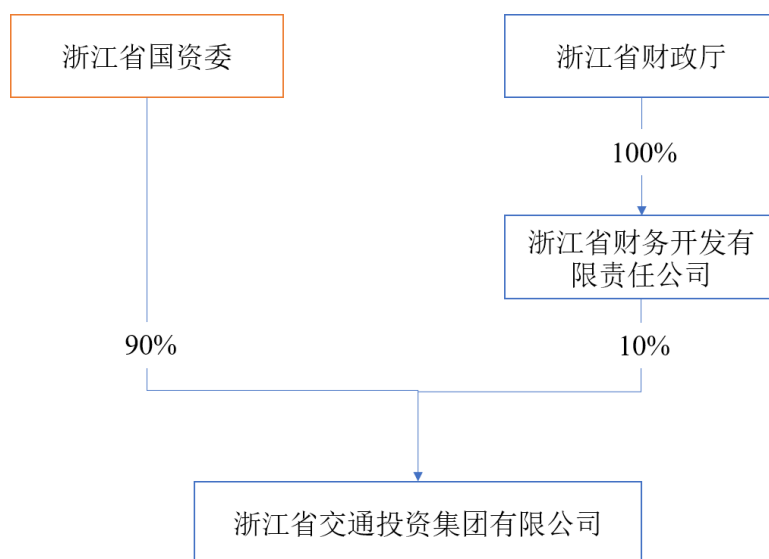 浙江省国资委
浙江省财政厅
100%
浙江省财务开发有
限责任公司
90%
10%
浙江省交通投资集团有限公司